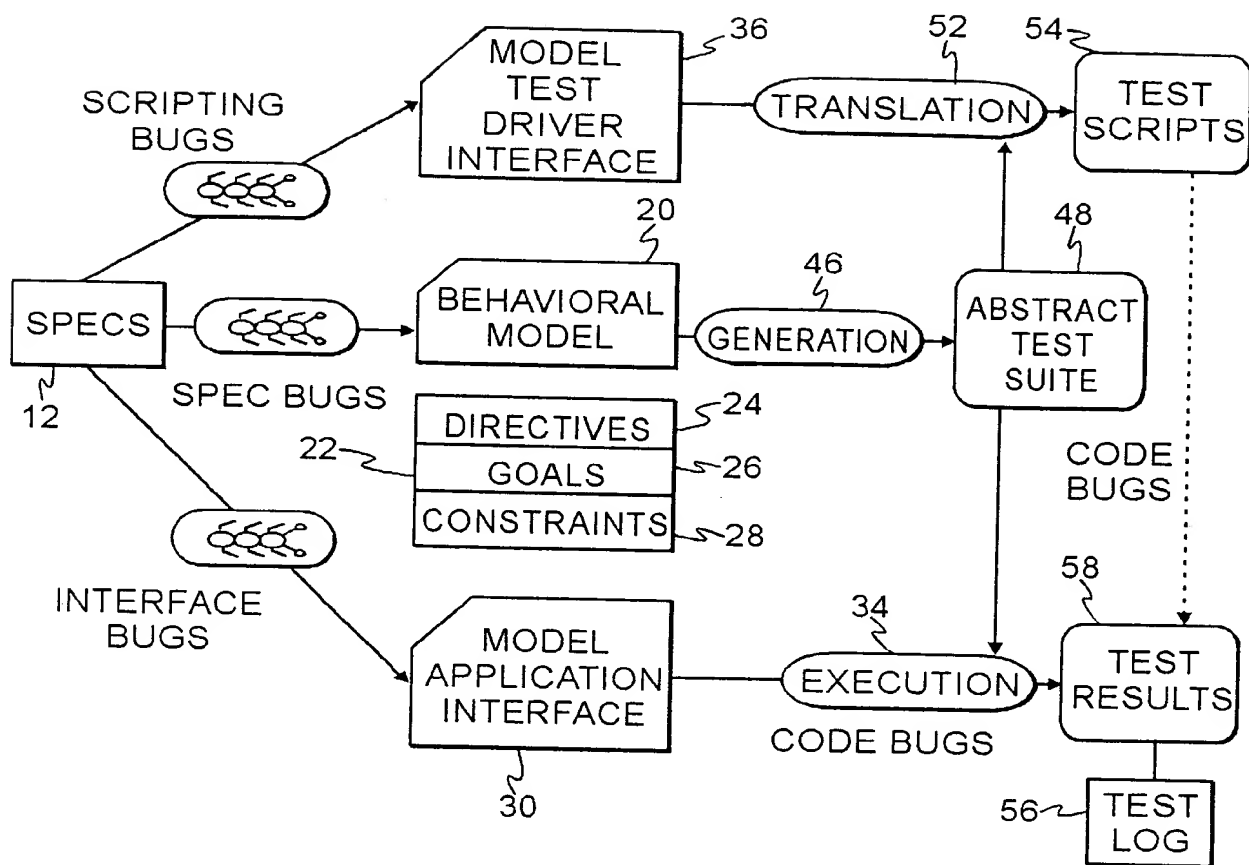 36
52
54
MODEL
TEST
DRIVER
INTERFACE
TRANSLATION
TEST
SCRIPTS
SCRIPTING
BUGS
20
46
48
SPECS
BEHAVIORAL
MODEL
GENERATION
ABSTRACT
TEST
SUITE
12
SPEC BUGS
22
DIRECTIVES
24
GOALS
26
CONSTRAINTS
28
CODE
BUGS
INTERFACE
BUGS
34
58
MODEL
APPLICATION
INTERFACE
EXECUTION
TEST
RESULTS
CODE BUGS
30
56
TEST
LOG